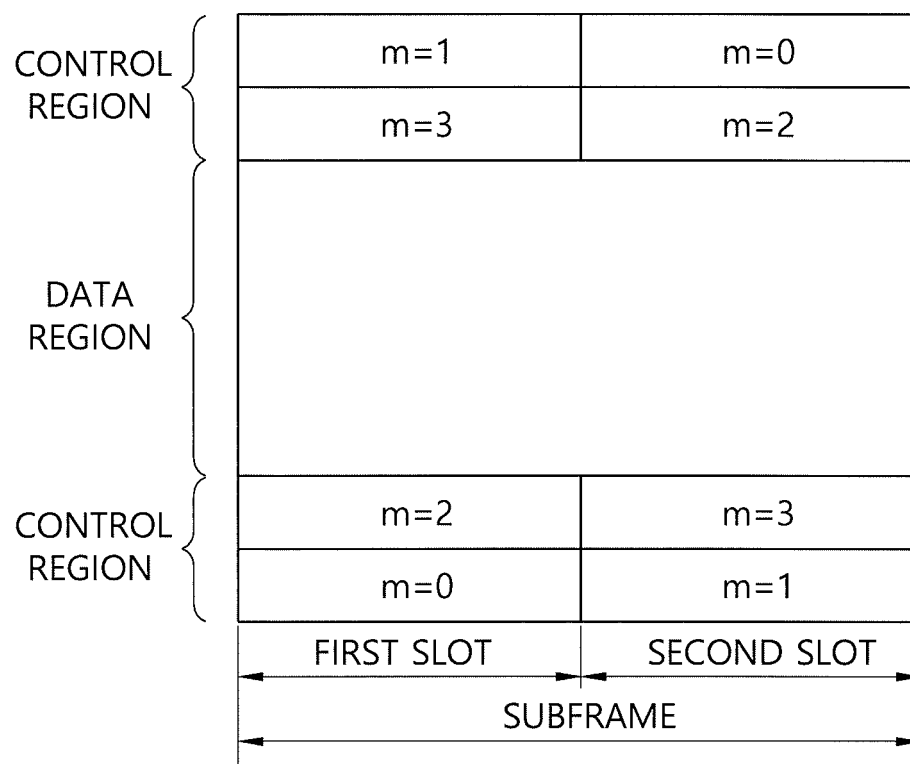 CONTROL
REGION
m=1
m=0
m=3
m=2
DATA
REGION
CONTROL
REGION
m=2
m=3
m=0
m=1
FIRST SLOT
SECOND SLOT
SUBFRAME